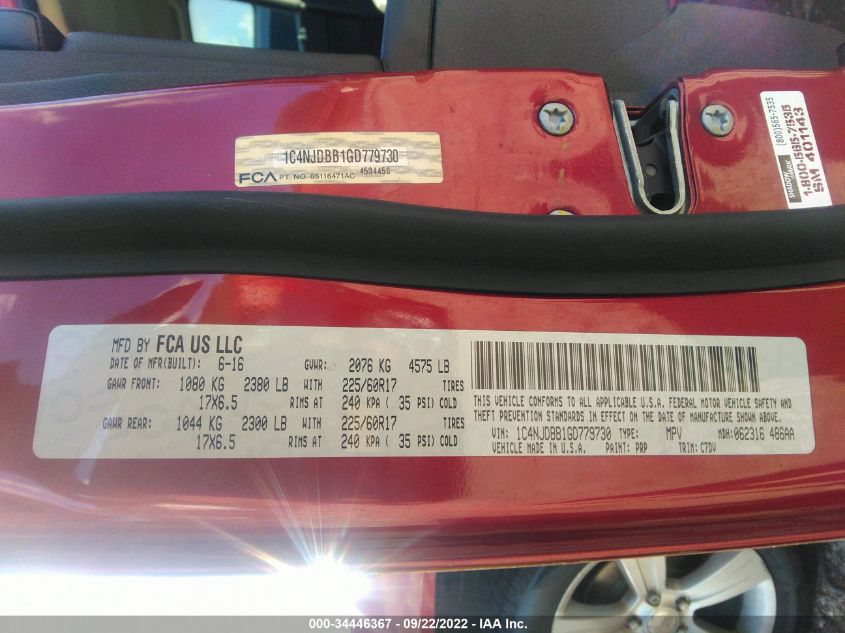 1C4NJDBB1GD779730
4534450
FCA PT. NO. 05116471AC
(800)565-7535
1-800-565-7535
SM 401143
MFD BY FCA US LLC
DATE OF MFR(BUILT): 6-16 GVWR: 2076 KG 4575 LB
GAWR FRONT: 1080 KG 2380 LB WITH 225/60R17 TIRES
17X6.5 RIMS AT 240 KPA ( 35 PSI) COLD
GAWR REAR: 1044 KG 2300 LB WITH 225/60R17 TIRES
17X6.5 RIMS AT 240 KPA ( 35 PSI) COLD
THIS VEHICLE CONFORMS TO ALL APPLICABLE U.S.A. FEDERAL MOTOR VEHICLE SAFETY AND
THEFT PREVENTION STANDARDS IN EFFECT ON THE DATE OF MANUFACTURE SHOWN ABOVE.
VIN: 1C4NJDBB1GD779730 TYPE: MPV MDH: 062316 486AA
VEHICLE MADE IN U.S.A. PAINT: PRP TRIM: C7DV
000-34446367 - 09/22/2022 - © IAA, Inc.